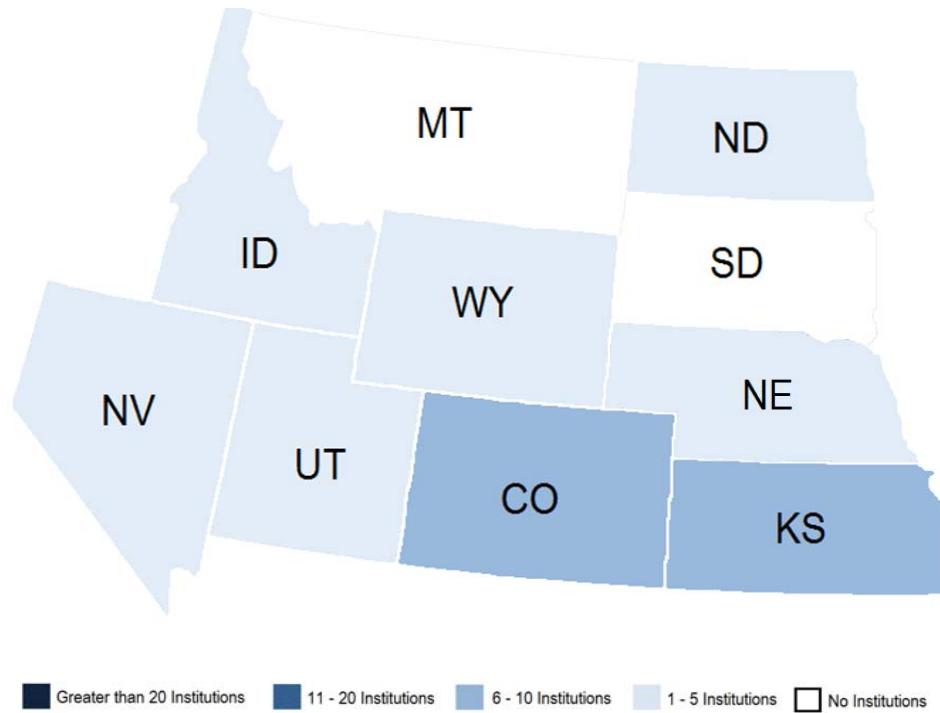 MT
ND
ID
SD
WY
NV
NE
UT
CO
KS
Greater than 20 Institutions
11 - 20 Institutions
6 - 10 Institutions
1 - 5 Institutions
No Institutions